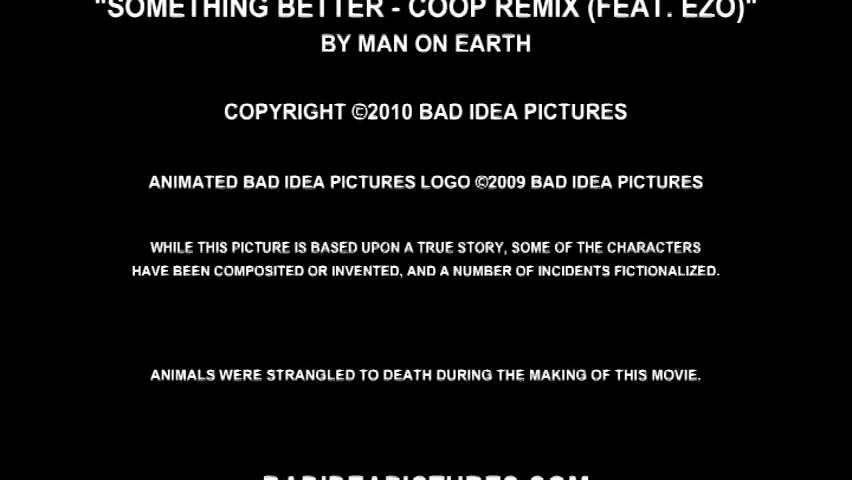 "SOMETHING BETTER - COOP REMIX (FEAT. EZO)"
BY MAN ON EARTH
COPYRIGHT ©2010 BAD IDEA PICTURES
ANIMATED BAD IDEA PICTURES LOGO ©2009 BAD IDEA PICTURES
WHILE THIS PICTURE IS BASED UPON A TRUE STORY, SOME OF THE CHARACTERS
HAVE BEEN COMPOSITED OR INVENTED, AND A NUMBER OF INCIDENTS FICTIONALIZED.
ANIMALS WERE STRANGLED TO DEATH DURING THE MAKING OF THIS MOVIE.
BADIDEAPICTURES.COM